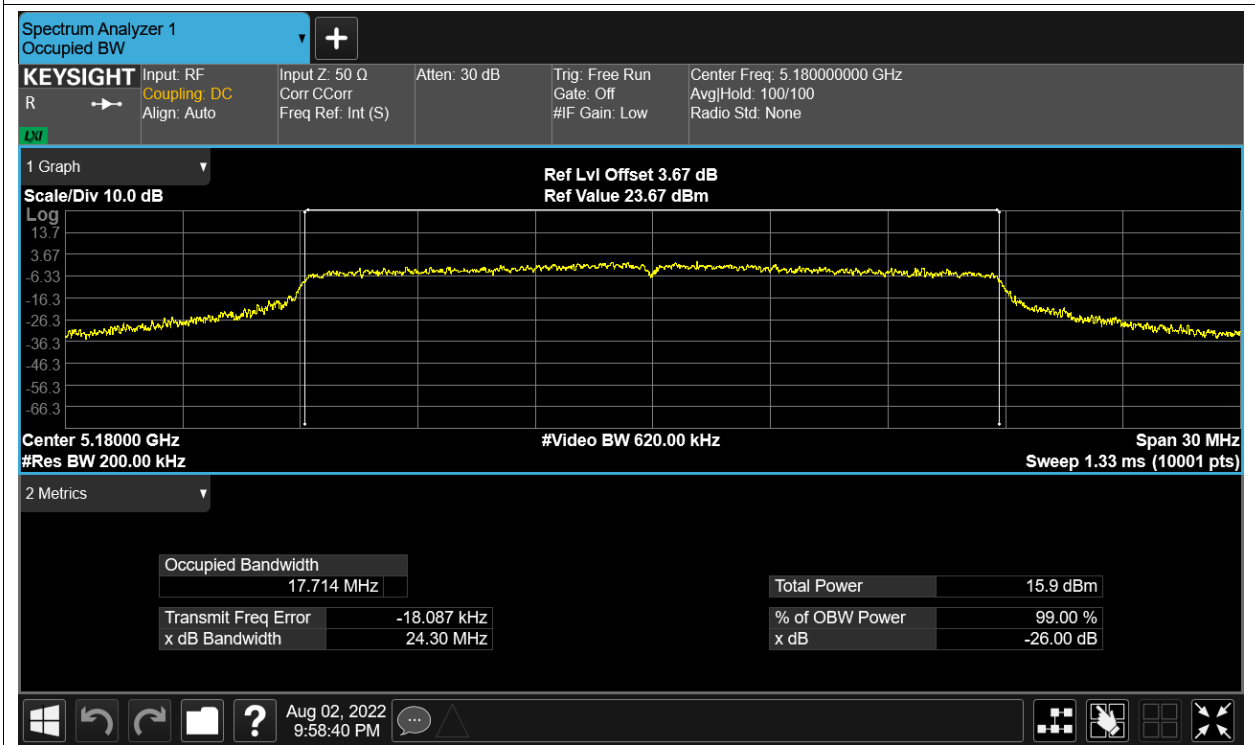 Spectrum Analyzer 1
Occupied BW
KEYSIGHT
R
LXI
Input: RF
Coupling: DC
Align: Auto
Input Z: 50 Ω
Corr CCorr
Freq Ref: Int (S)
Atten: 30 dB
Trig: Free Run
Gate: Off
#IF Gain: Low
Center Freq: 5.180000000 GHz
Avg|Hold: 100/100
Radio Std: None
1 Graph
Scale/Div 10.0 dB
Ref Lvl Offset 3.67 dB
Ref Value 23.67 dBm
Log
13.7
3.67
-6.33
-16.3
-26.3
-36.3
-46.3
-56.3
-66.3
Center 5.18000 GHz
#Video BW 620.00 kHz
Span 30 MHz
#Res BW 200.00 kHz
Sweep 1.33 ms (10001 pts)
2 Metrics
Occupied Bandwidth
17.714 MHz
Total Power 15.9 dBm
Transmit Freq Error -18.087 kHz
% of OBW Power 99.00 %
x dB Bandwidth 24.30 MHz
x dB -26.00 dB
?
Aug 02, 2022
9:58:40 PM